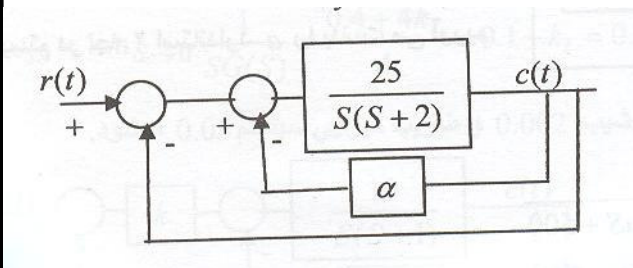 r(t)
c(t)
25
S(S+2)
+
+
-
-
α